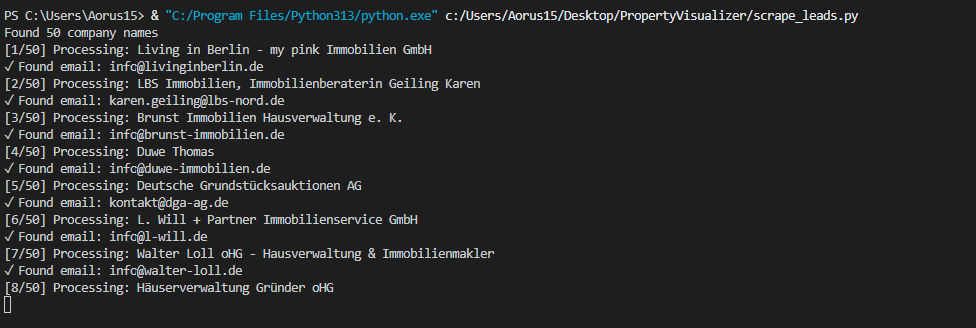 PS C:\Users\Aorus15> & "C:/Program Files/Python313/python.exe" c:/Users/Aorus15/Desktop/PropertyVisualizer/scrape_leads.py
Found 50 company names
[1/50] Processing: Living in Berlin - my pink Immobilien GmbH
✓ Found email: info@livinginberlin.de
[2/50] Processing: LBS Immobilien, Immobilienberaterin Geiling Karen
✓ Found email: karen.geiling@lbs-nord.de
[3/50] Processing: Brunst Immobilien Hausverwaltung e. K.
✓ Found email: info@brunst-immobilien.de
[4/50] Processing: Duwe Thomas
✓ Found email: info@duwe-immobilien.de
[5/50] Processing: Deutsche Grundstücksauktionen AG
✓ Found email: kontakt@dga-ag.de
[6/50] Processing: L. Will + Partner Immobilienservice GmbH
✓ Found email: info@l-will.de
[7/50] Processing: Walter Loll oHG - Hausverwaltung & Immobilienmakler
✓ Found email: info@walter-loll.de
[8/50] Processing: Häuserverwaltung Gründer oHG